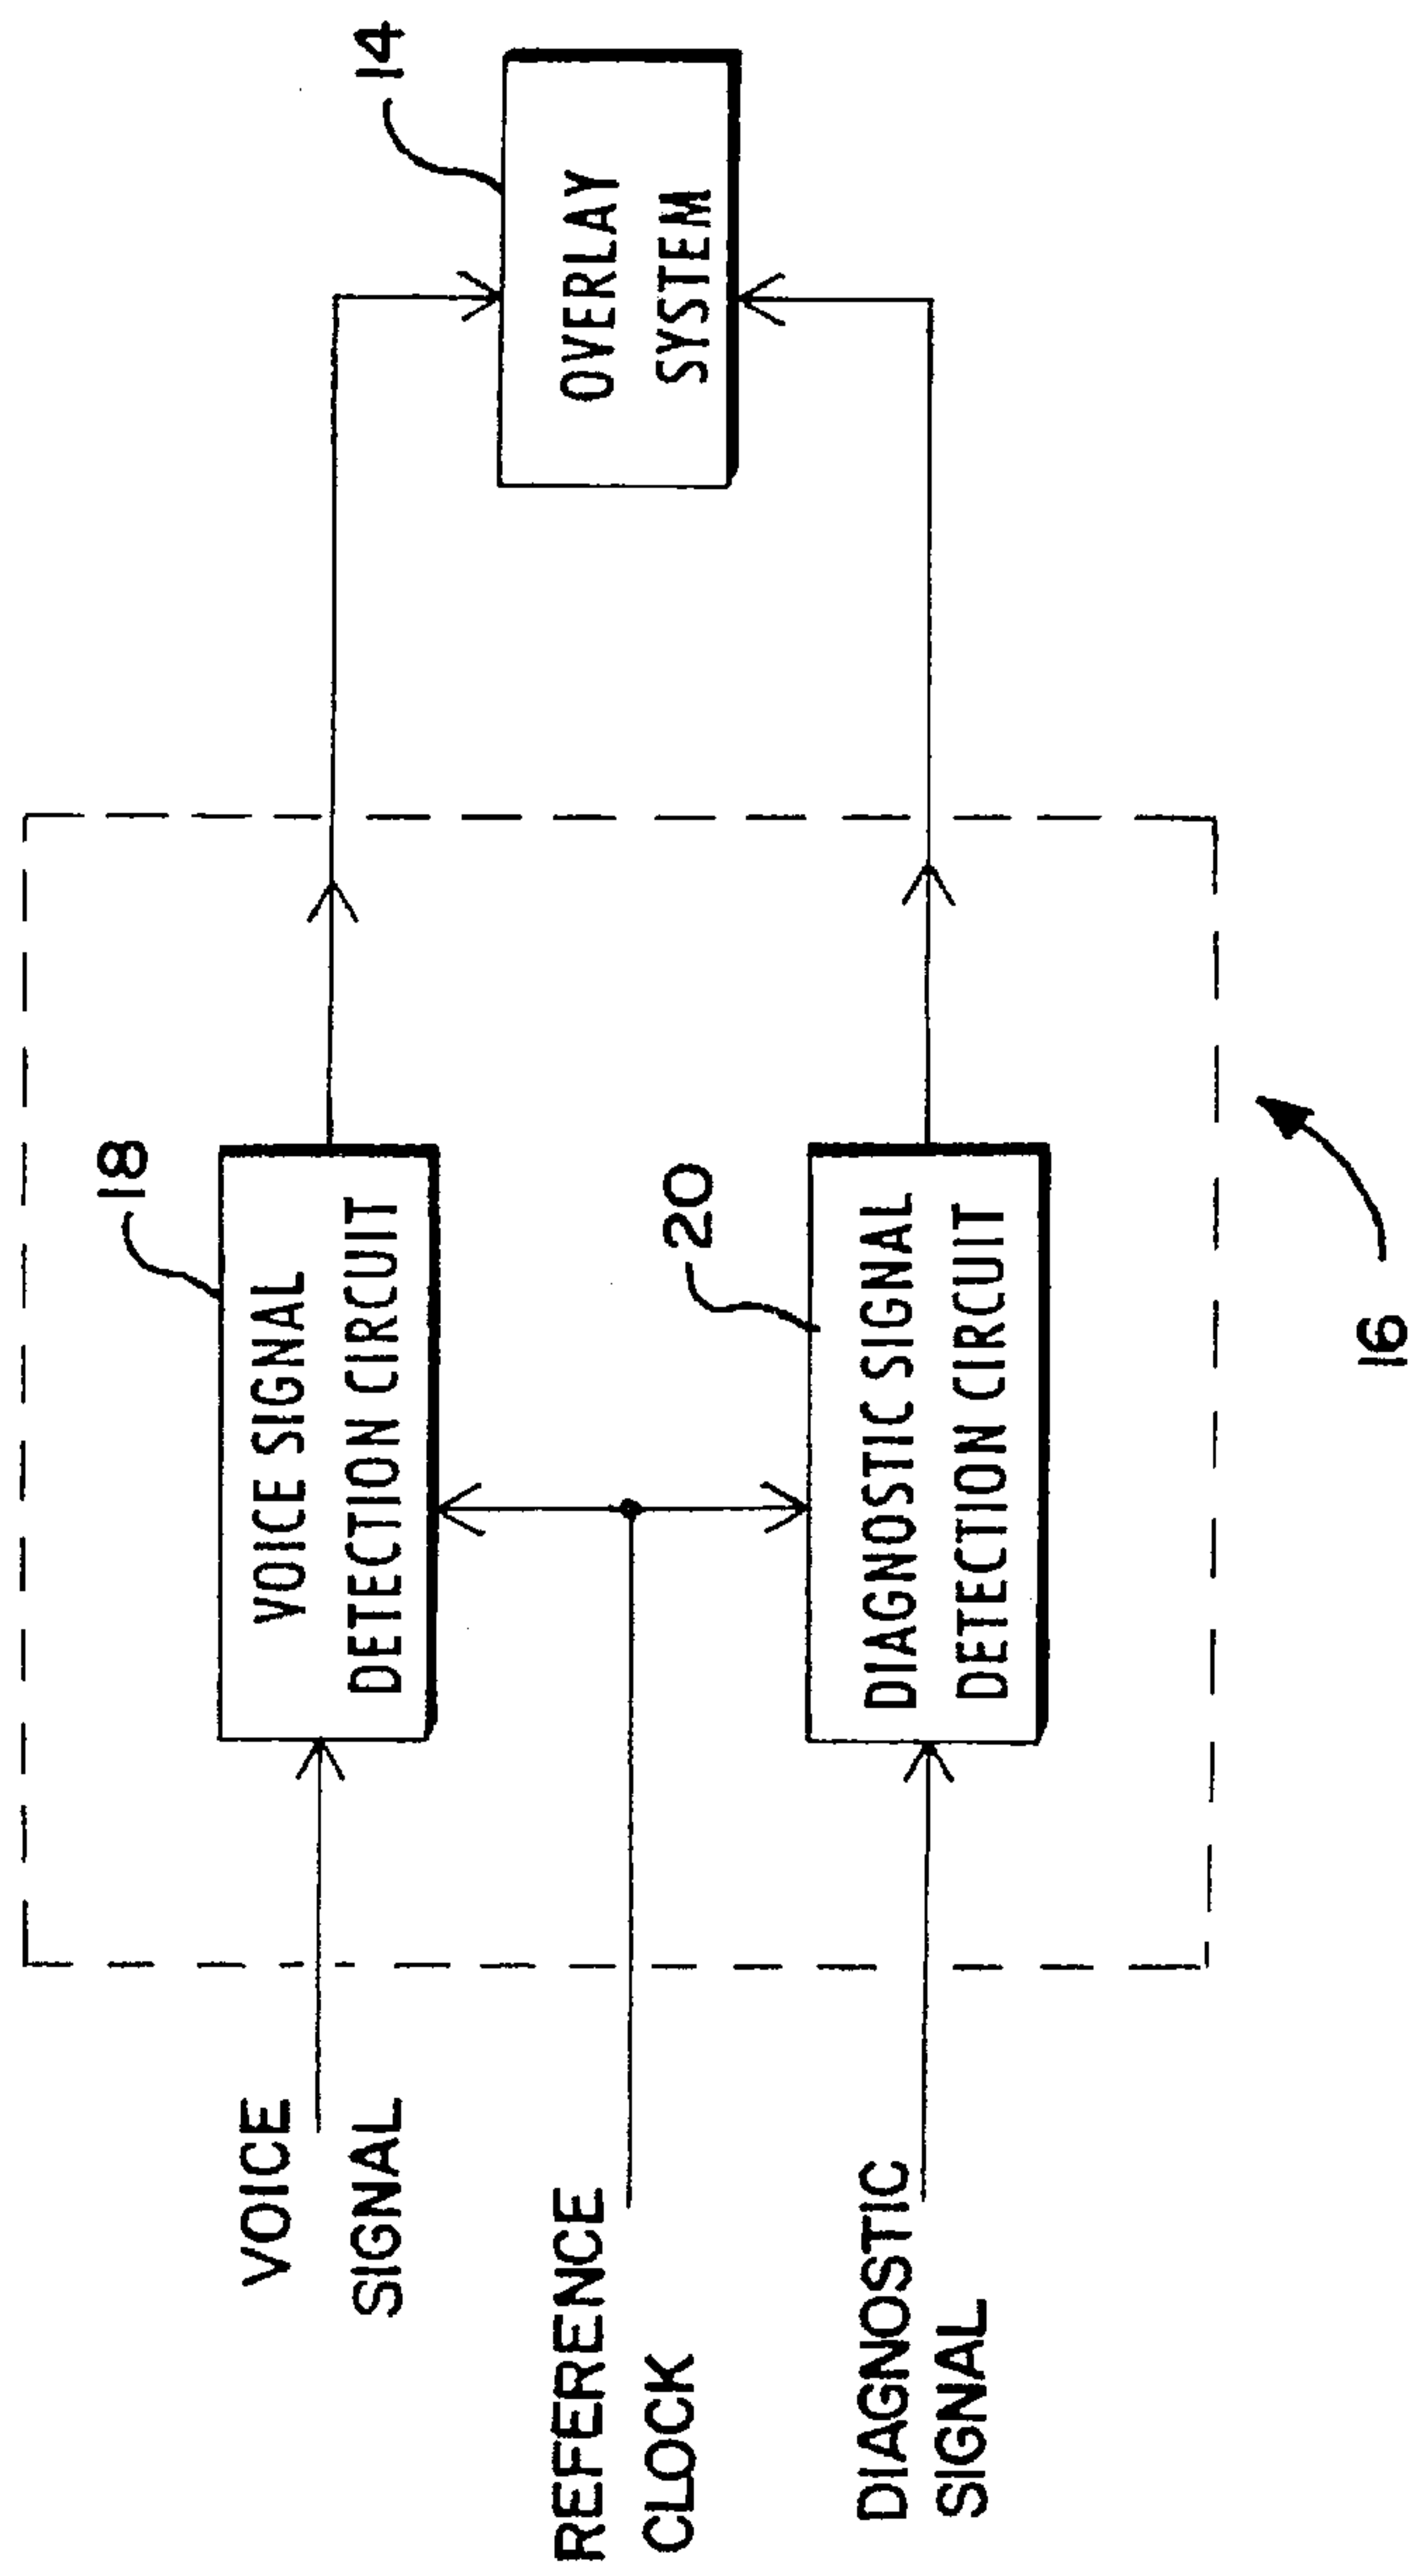 14
OVERLAY
SYSTEM
18
VOICE SIGNAL
DETECTION CIRCUIT
20
DIAGNOSTIC SIGNAL
DETECTION CIRCUIT
16
VOICE
SIGNAL
REFERENCE
CLOCK
DIAGNOSTIC
SIGNAL